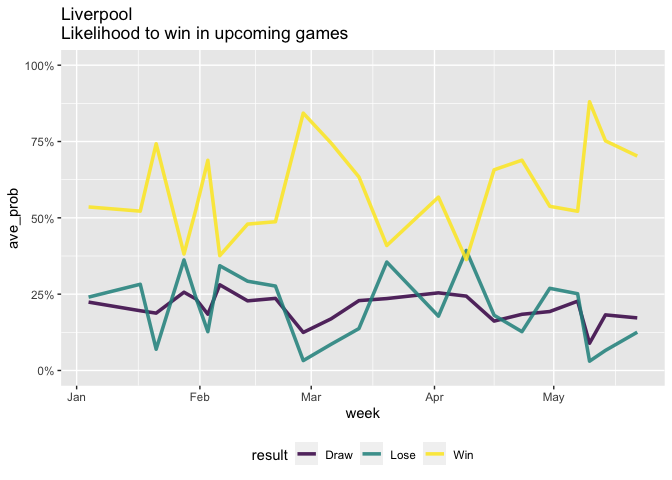 Liverpool
Likelihood to win in upcoming games
100%
75%
50%
25%
0%
ave_prob
Jan Feb Mar Apr May
week
result Draw Lose Win